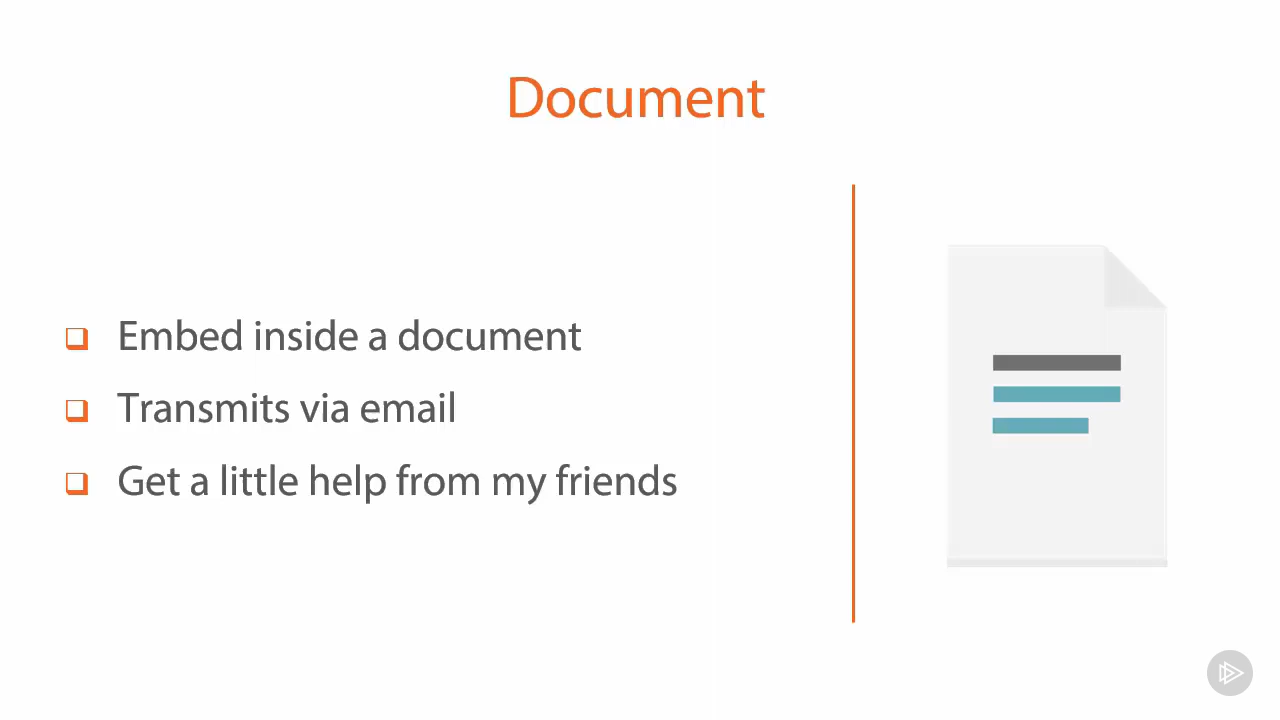 Document
Embed inside a document
Transmits via email
Get a little help from my friends